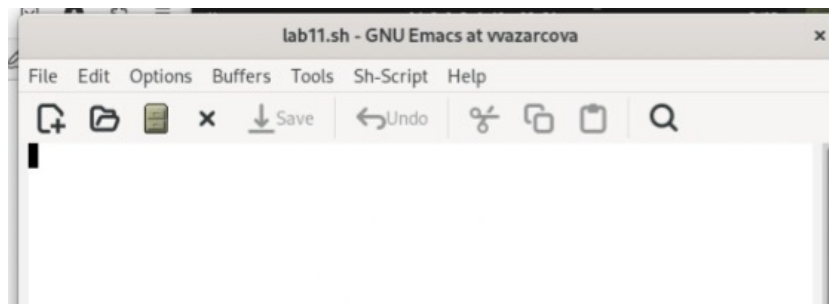 lab11.sh - GNU Emacs at vvazarcova
File Edit Options Buffers Tools Sh-Script Help
Save Undo